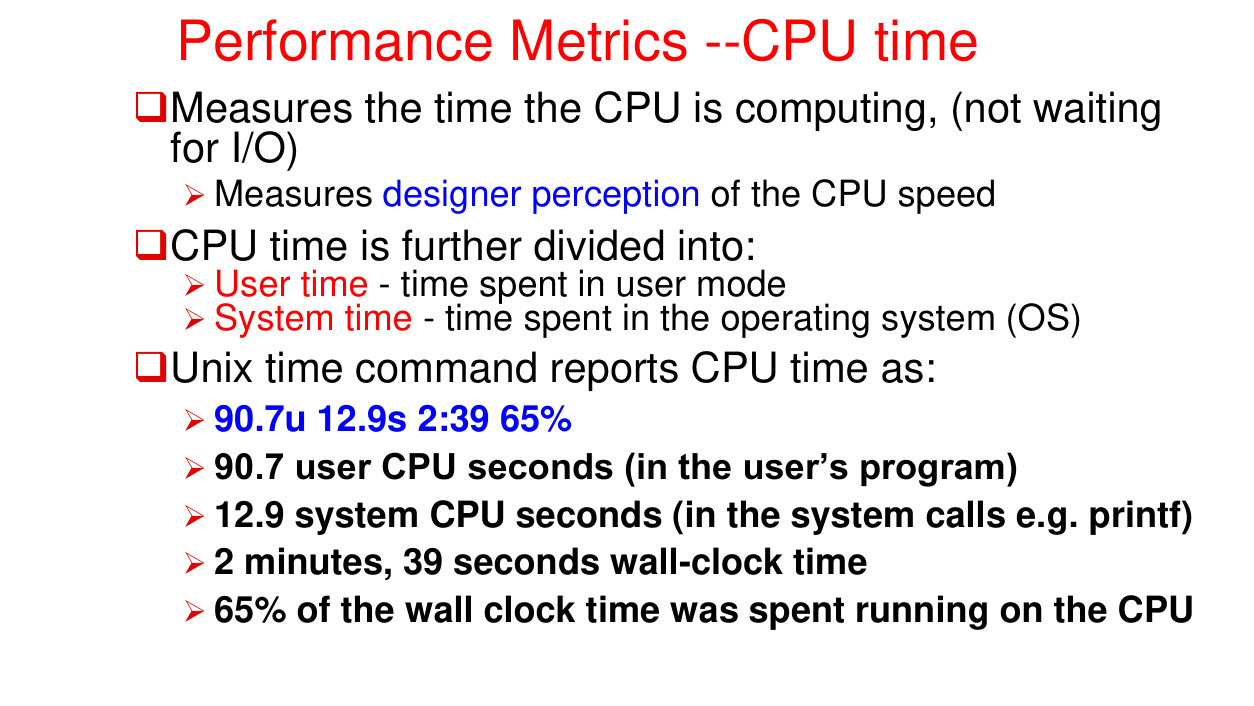 Performance Metrics --CPU time
Measures the time the CPU is computing, (not waiting
for I/O)
Measures designer perception of the CPU speed
CPU time is further divided into:
User time - time spent in user mode
System time - time spent in the operating system (OS)
Unix time command reports CPU time as:
90.7u 12.9s 2:39 65%
90.7 user CPU seconds (in the user’s program)
12.9 system CPU seconds (in the system calls e.g. printf)
2 minutes, 39 seconds wall-clock time
65% of the wall clock time was spent running on the CPU